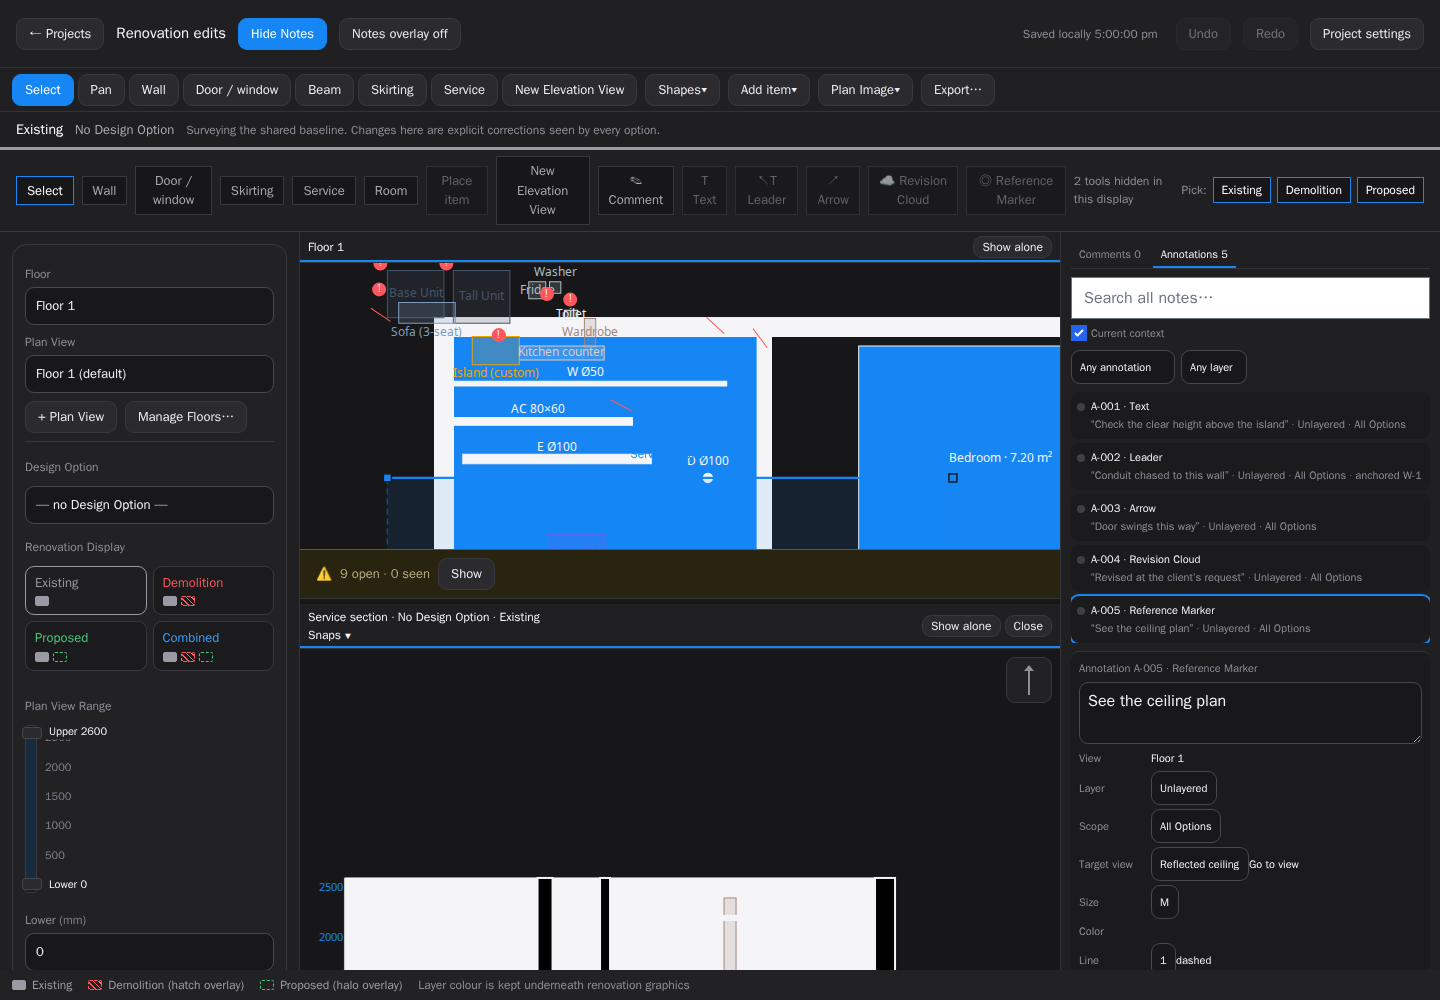 ← Projects
Renovation edits
Hide Notes
Notes overlay off
Saved locally 5:00:00 pm
Undo
Redo
Project settings
Select
Pan
Wall
Door / window
Beam
Skirting
Service
New Elevation View
Shapes▾
Add item▾
Plan Image▾
Export⋯
Existing
No Design Option
Surveying the shared baseline. Changes here are explicit corrections seen by every option.
Select
Wall
Door /
window
Skirting
Service
Room
Place
item
New
Elevation
View
✎
Comment
T
Text
↖T
Leader
↗
Arrow
☁ Revision
Cloud
◎ Reference
Marker
2 tools hidden in
this display
Pick:
Existing
Demolition
Proposed
Floor
Floor 1
Plan View
Floor 1 (default)
+ Plan View
Manage Floors⋯
Design Option
— no Design Option —
Renovation Display
Existing
Demolition
Proposed
Combined
Plan View Range
Upper 2600
2000
1500
1000
500
Lower 0
Lower (mm)
0
Floor 1
Show alone
Washer
Fridge
Base Unit
Tall Unit
Toilet
Sofa (3-seat)
Wardrobe
Kitchen counter
Island (custom)
W Ø50
AC 80×60
E Ø100
D Ø100
Bedroom · 7.20 m²
⚠️ 9 open · 0 seen
Show
Service section · No Design Option · Existing
Snaps ▾
Show alone
Close
2500
2000
Comments 0
Annotations 5
Search all notes⋯
Current context
Any annotation
Any layer
A-001 · Text
"Check the clear height above the island" · Unlayered · All Options
A-002 · Leader
"Conduit chased to this wall" · Unlayered · All Options · anchored W-1
A-003 · Arrow
"Door swings this way" · Unlayered · All Options
A-004 · Revision Cloud
"Revised at the client's request" · Unlayered · All Options
A-005 · Reference Marker
"See the ceiling plan" · Unlayered · All Options
Annotation A-005 · Reference Marker
See the ceiling plan
View
Floor 1
Layer
Unlayered
Scope
All Options
Target view
Reflected ceiling
Go to view
Size
M
Color
Line
1
dashed
Existing
Demolition (hatch overlay)
Proposed (halo overlay)
Layer colour is kept underneath renovation graphics